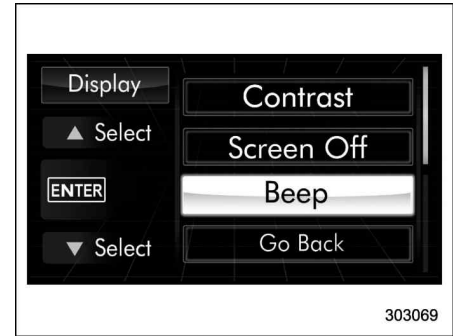 Display
▲ Select
ENTER
▼ Select
Contrast
Screen Off
Beep
Go Back
303069